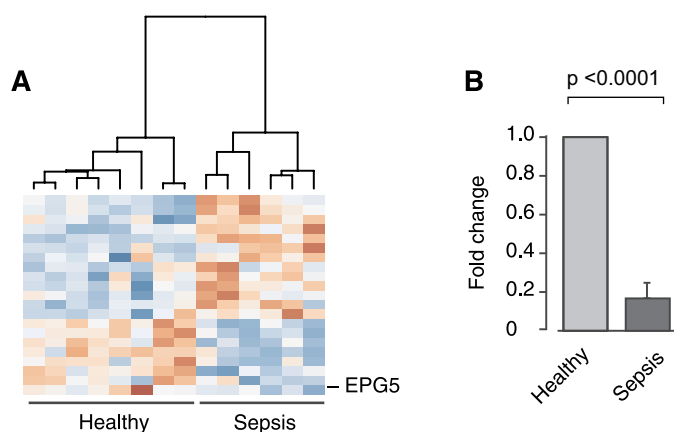 A
EPG5
Healthy Sepsis
B
p <0.0001
Fold change
1.0
0.8
0.6
0.4
0.2
0
Healthy
Sepsis